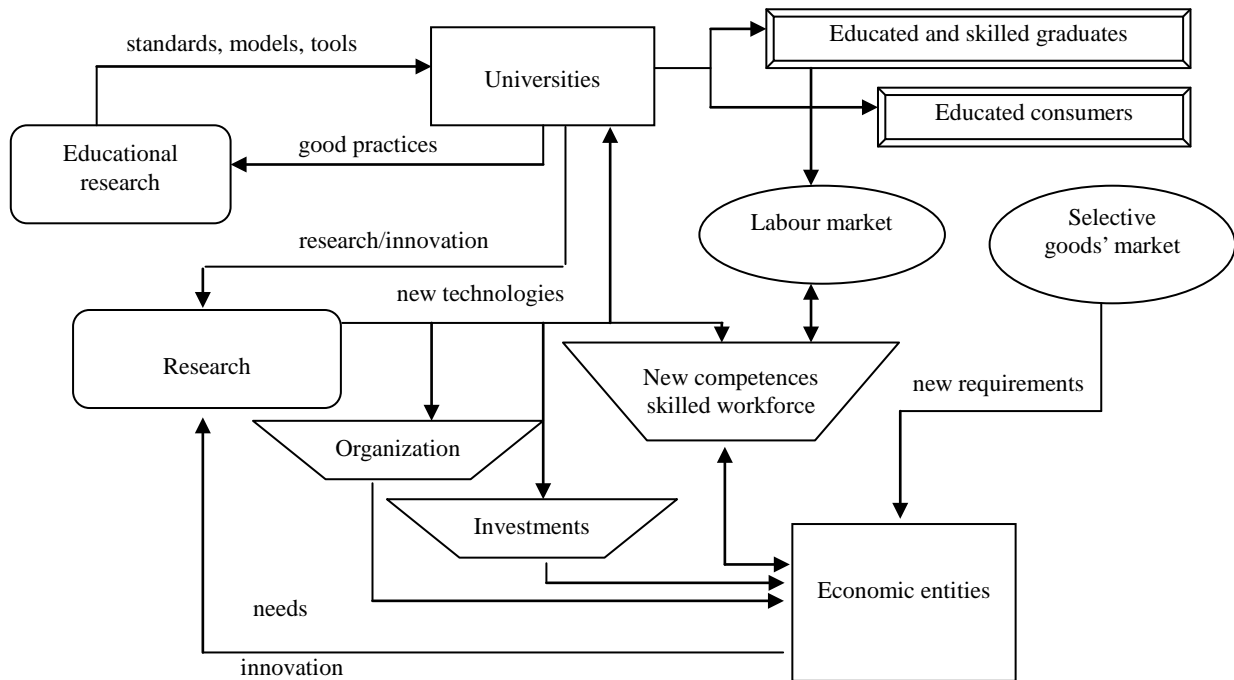 standards, models, tools
Universities
Educated and skilled graduates
Educated consumers
Educational
research
good practices
Labour market
Selective
goods’ market
research/innovation
new technologies
Research
New competences
skilled workforce
new requirements
Organization
Investments
Economic entities
needs
innovation